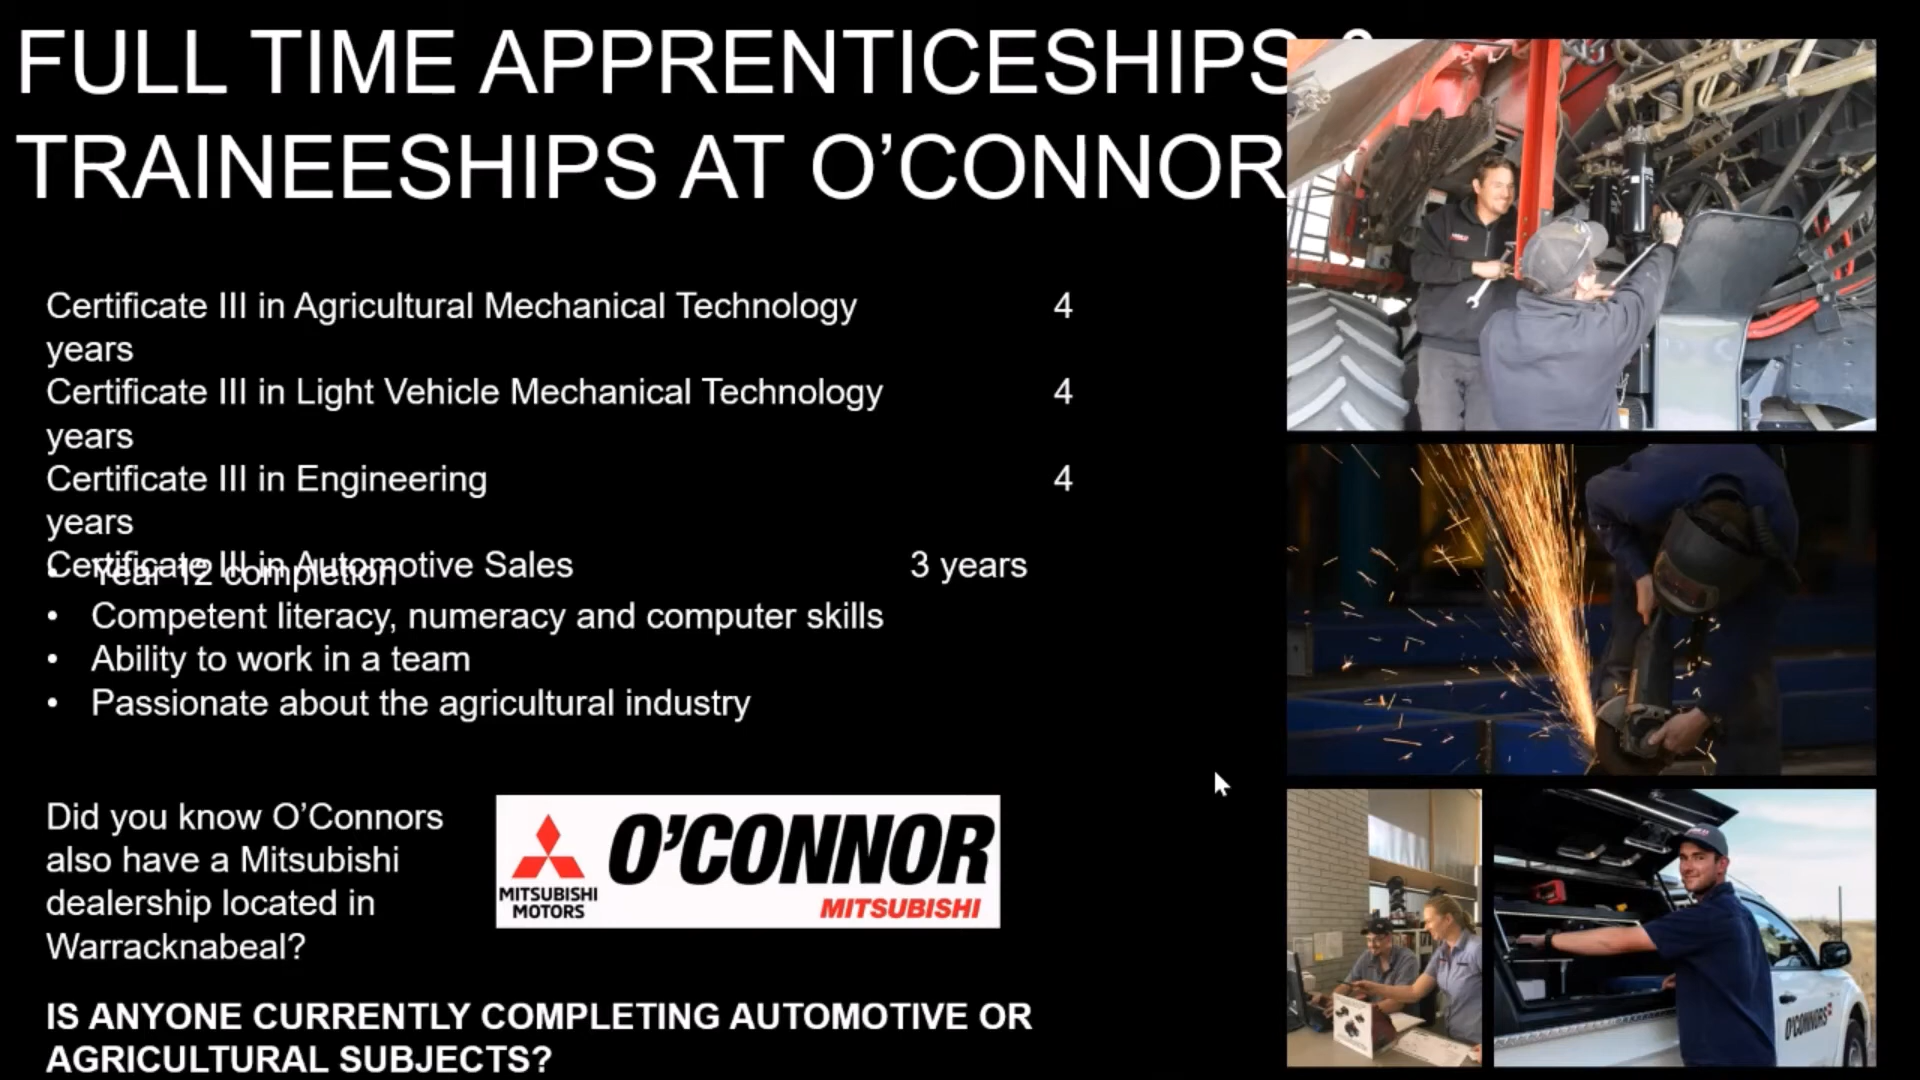 FULL TIME APPRENTICESHIPS &
TRAINEESHIPS AT O’CONNOR
Certificate III in Agricultural Mechanical Technology 4
years
Certificate III in Light Vehicle Mechanical Technology 4
years
Certificate III in Engineering 4
years
Certificate III in Automotive Sales 3 years
• Year 12 completion
• Competent literacy, numeracy and computer skills
• Ability to work in a team
• Passionate about the agricultural industry
Did you know O’Connors
also have a Mitsubishi
dealership located in
Warracknabeal?
MITSUBISHI
MOTORS
O’CONNOR
MITSUBISHI
IS ANYONE CURRENTLY COMPLETING AUTOMOTIVE OR
AGRICULTURAL SUBJECTS?
O’CONNORS